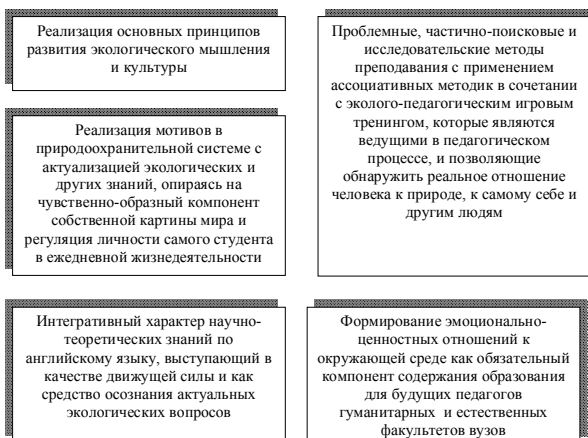 Реализация основных принципов
развития экологического мышления
и культуры
Реализация мотивов в
природоохранительной системе с
актуализацией экологических и
других знаний, опираясь на
чувственно-образный компонент
собственной картины мира и
регуляция личности самого студента
в ежедневной жизнедеятельности
Проблемные, частично-поисковые и
исследовательские методы
преподавания с применением
ассоциативных методик в сочетании
с эколого-педагогическим игровым
тренингом, которые являются
ведущими в педагогическом
процессе, и позволяющие
обнаружить реальное отношение
человека к природе, к самому себе и
другим людям
Интегративный характер научно-
теоретических знаний по
английскому языку, выступающий в
качестве движущей силы и как
средство осознания актуальных
экологических вопросов
Формирование эмоционально-
ценностных отношений к
окружающей среде как обязательный
компонент содержания образования
для будущих педагогов
гуманитарных и естественных
факультетов вузов